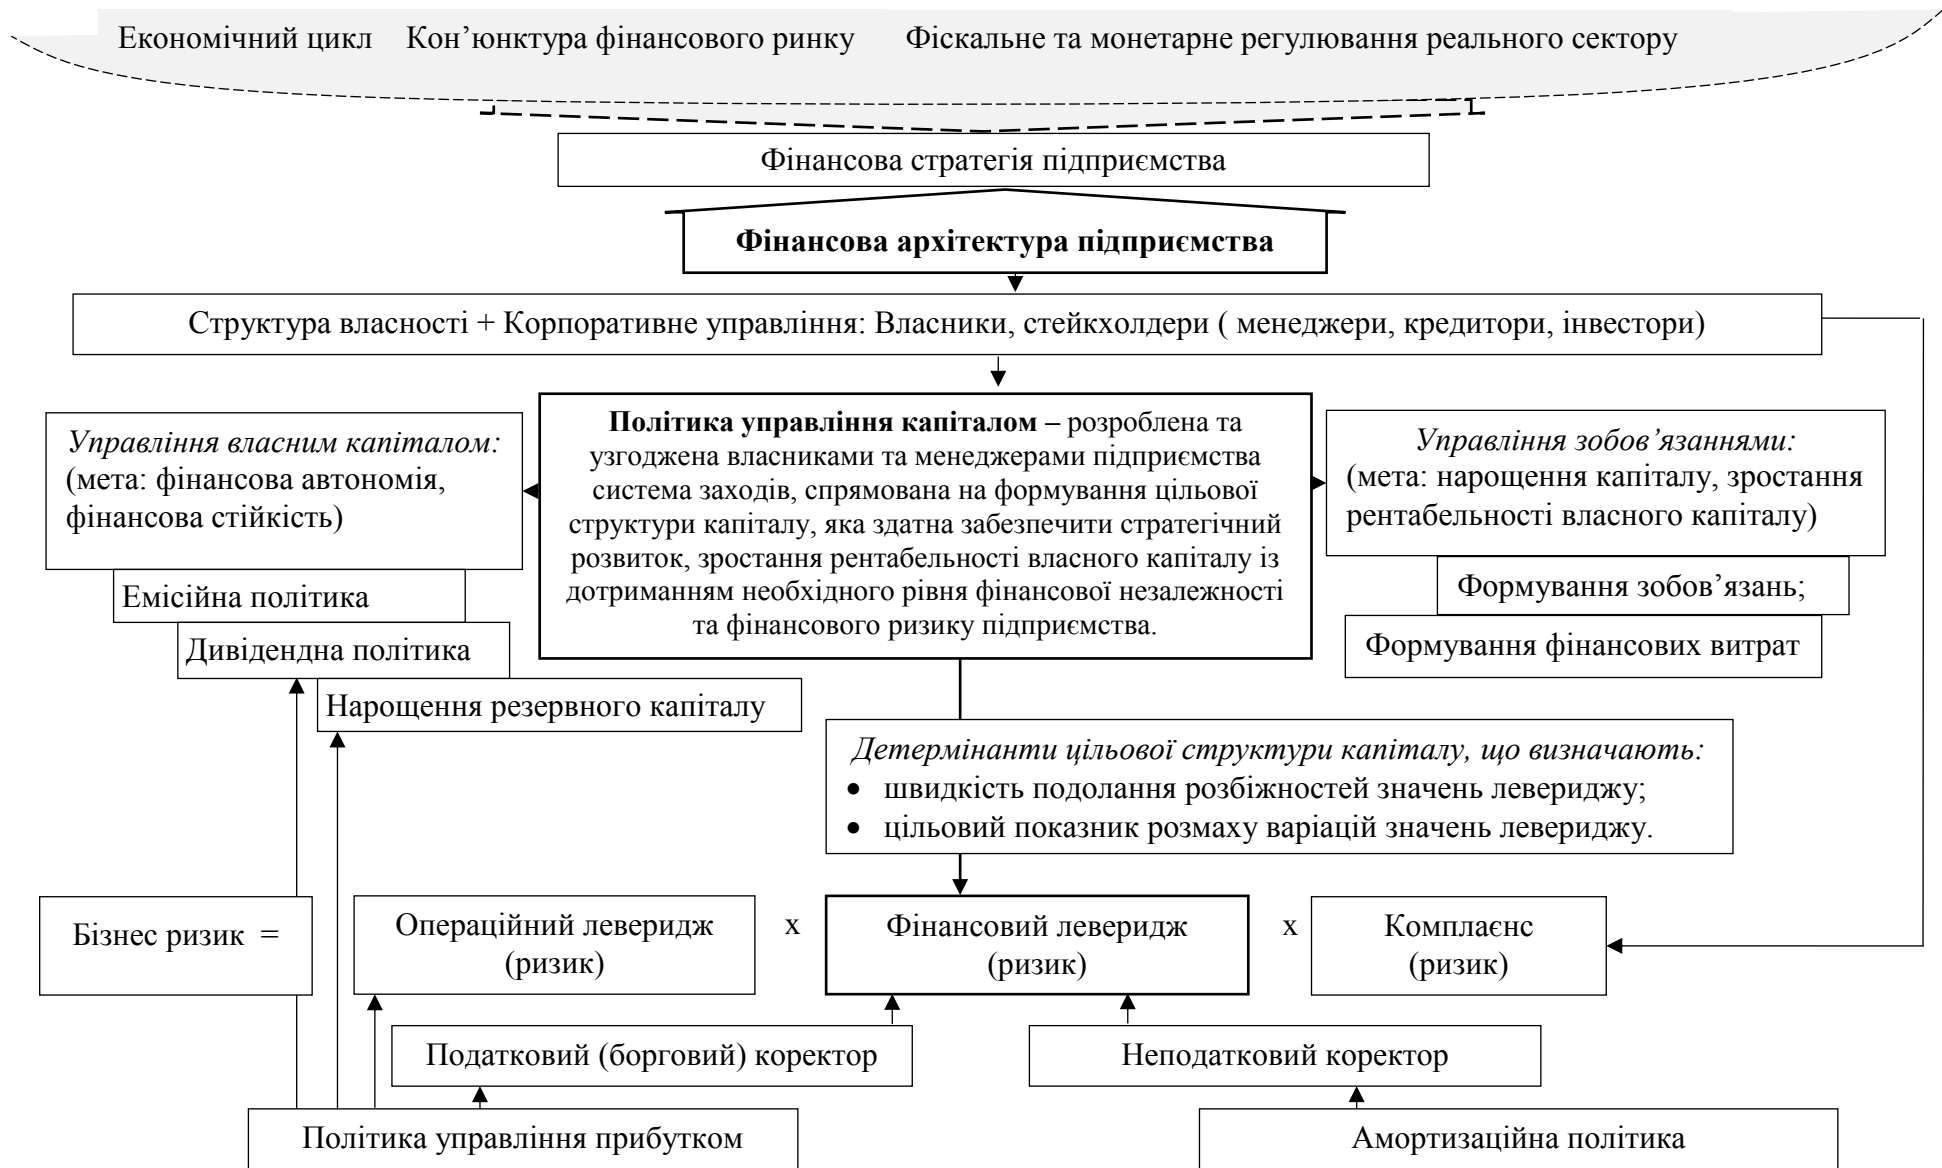 Економічний цикл Кон’юнктура фінансового ринку Фіскальне та монетарне регулювання реального сектору
Фінансова стратегія підприємства
Фінансова архітектура підприємства
Структура власності + Корпоративне управління: Власники, стейкхолдери ( менеджери, кредитори, інвестори)
Управління власним капіталом:
(мета: фінансова автономія,
фінансова стійкість)
Емісійна політика
Дивідендна політика
Нарощення резервного капіталу
Політика управління капіталом – розроблена та
узгоджена власниками та менеджерами підприємства
система заходів, спрямована на формування цільової
структури капіталу, яка здатна забезпечити стратегічний
розвиток, зростання рентабельності власного капіталу із
дотриманням необхідного рівня фінансової незалежності
та фінансового ризику підприємства.
Управління зобов’язаннями:
(мета: нарощення капіталу, зростання
рентабельності власного капіталу)
Формування зобов’язань;
Формування фінансових витрат
Детермінанти цільової структури капіталу, що визначають:
• швидкість подолання розбіжностей значень левериджу;
• цільовий показник розмаху варіацій значень левериджу.
Бізнес ризик =
Операційний леверидж
(ризик)
х
Фінансовий леверидж
(ризик)
х
Комплаєнс
(ризик)
Податковий (борговий) коректор
Неподатковий коректор
Політика управління прибутком
Амортизаційна політика